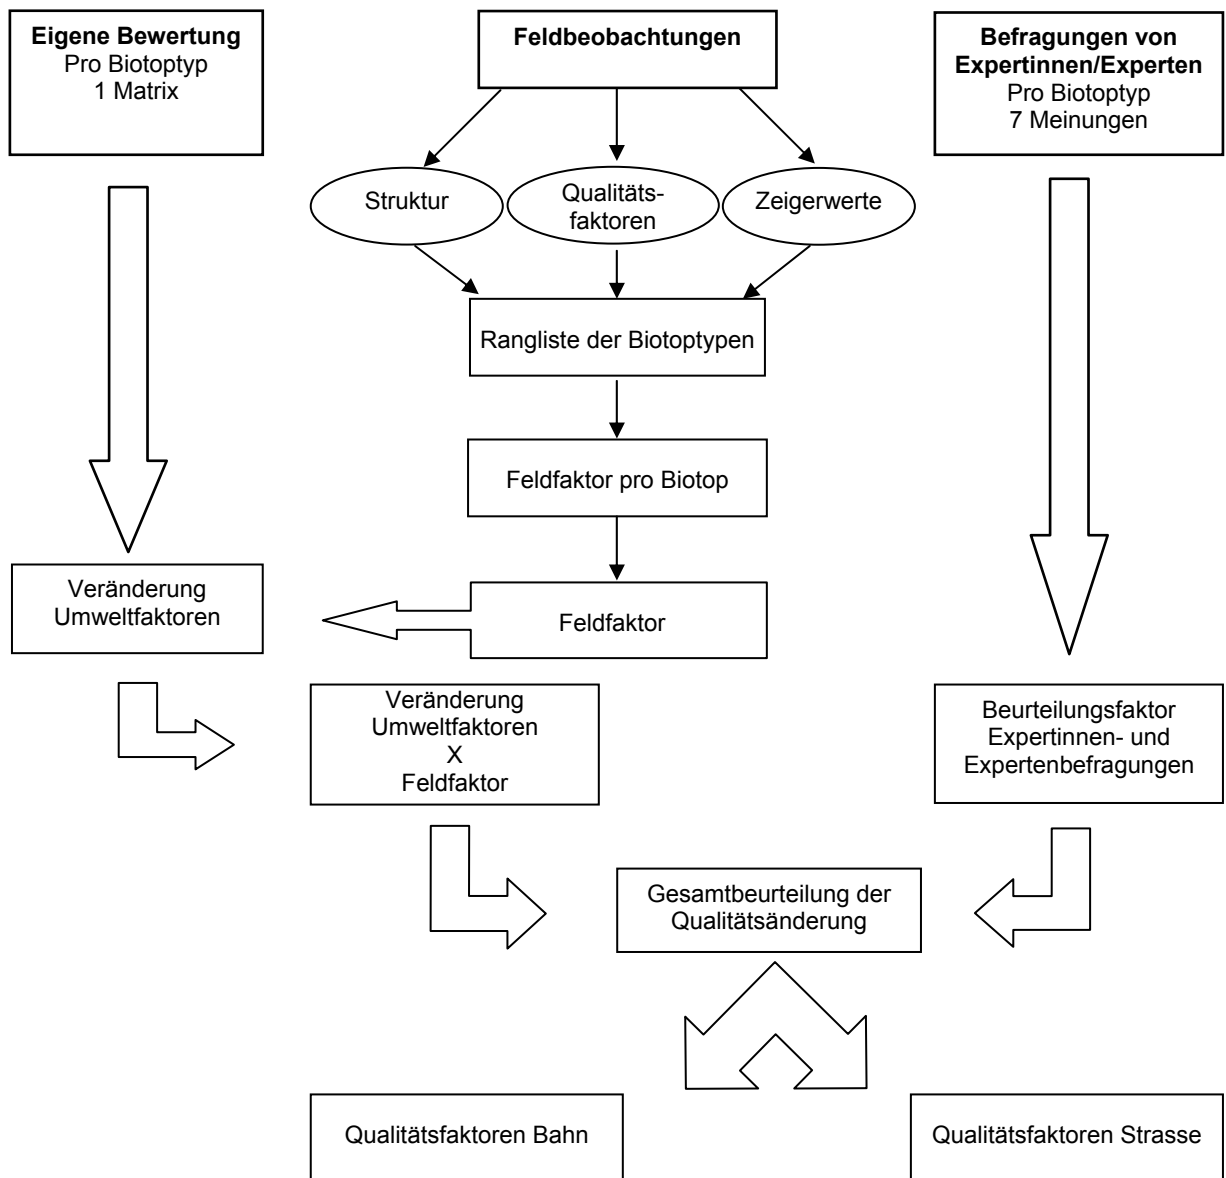 Eigene Bewertung
Pro Biotoptyp
1 Matrix
Feldbeobachtungen
Befragungen von
Expertinnen/Experten
Pro Biotoptyp
7 Meinungen
Struktur
Qualitäts-
faktoren
Zeigerwerte
Rangliste der Biotoptypen
Feldfaktor pro Biotop
Veränderung
Umweltfaktoren
Feldfaktor
Veränderung
Umweltfaktoren
X
Feldfaktor
Beurteilungsfaktor
Expertinnen- und
Expertenbefragungen
Gesamtbeurteilung der
Qualitätsänderung
Qualitätsfaktoren Bahn
Qualitätsfaktoren Strasse